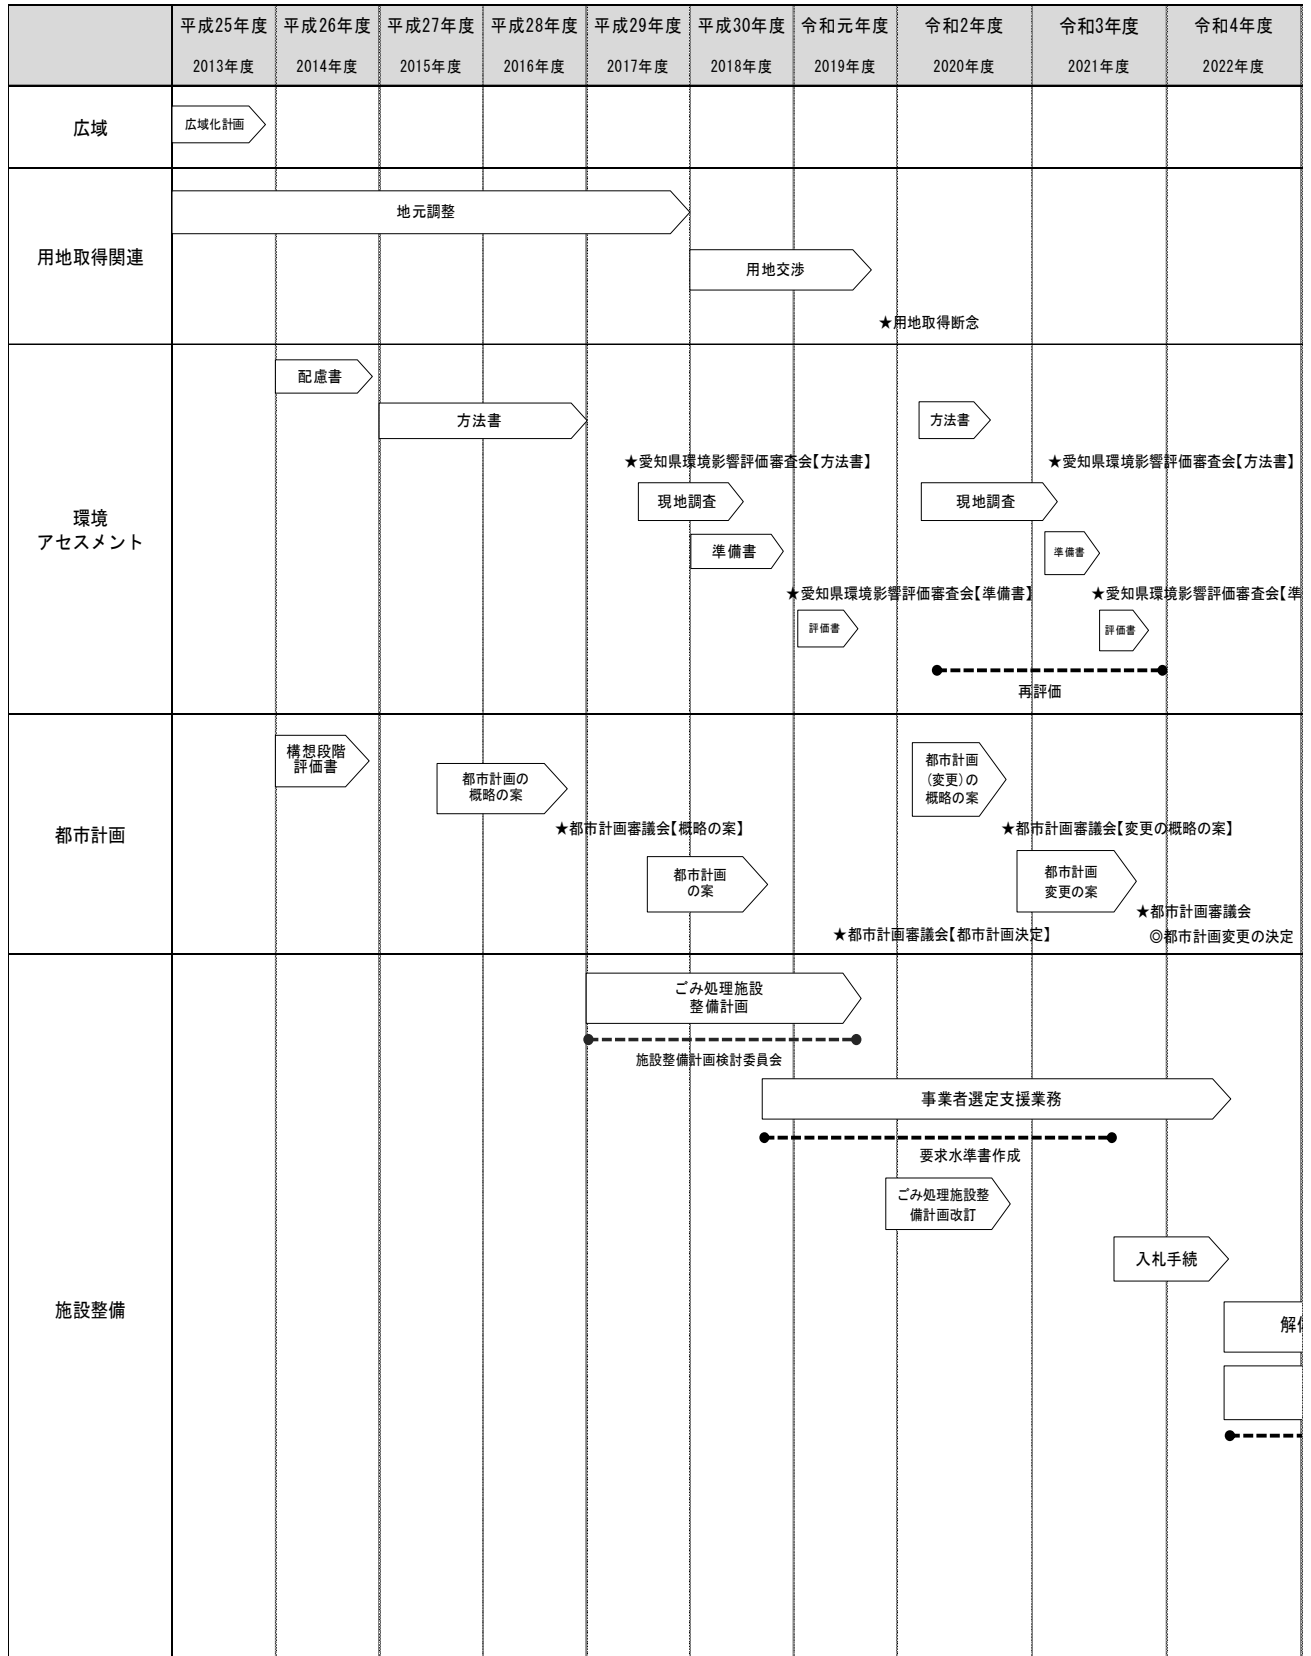 平成25年度 平成26年度 平成27年度 平成28年度 平成29年度 平成30年度 令和元年度 令和2年度 令和3年度 令和4年度
2013年度 2014年度 2015年度 2016年度 2017年度 2018年度 2019年度 2020年度 2021年度 2022年度
広域
広域化計画
用地取得関連
地元調整
用地交渉
★用地取得断念
環境
アセスメント
配慮書
方法書
方法書
★愛知県環境影響評価審査会【方法書】
★愛知県環境影響評価審査会【方法書】
現地調査
現地調査
準備書
準備書
★愛知県環境影響評価審査会【準備書】
★愛知県環境影響評価審査会【準
評価書
評価書
再評価
都市計画
構想段階
評価書
都市計画の
概略の案
都市計画
(変更)の
概略の案
★都市計画審議会【概略の案】
★都市計画審議会【変更の概略の案】
都市計画
の案
都市計画
変更の案
★都市計画審議会
★都市計画審議会【都市計画決定】
◎都市計画変更の決定
施設整備
ごみ処理施設
整備計画
施設整備計画検討委員会
事業者選定支援業務
要求水準書作成
ごみ処理施設整
備計画改訂
入札手続
解